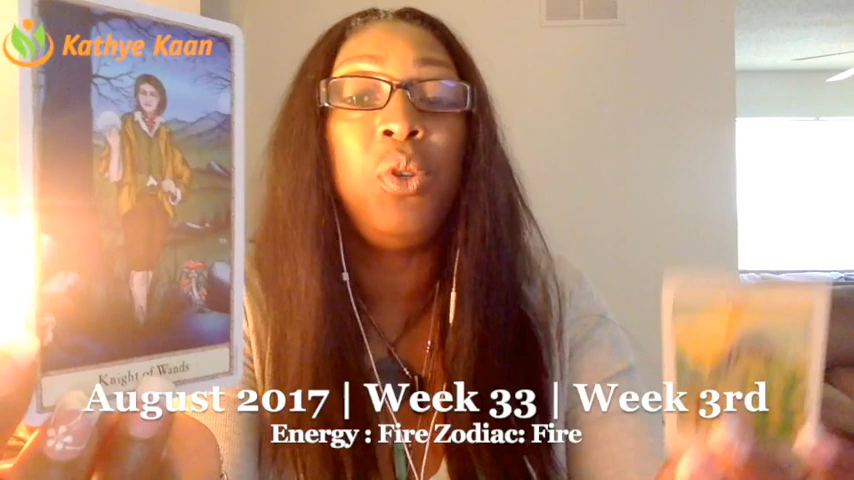 Kathye Kaan
Knight of Wands
August 2017 | Week 33 | Week 3rd
Energy : Fire Zodiac: Fire